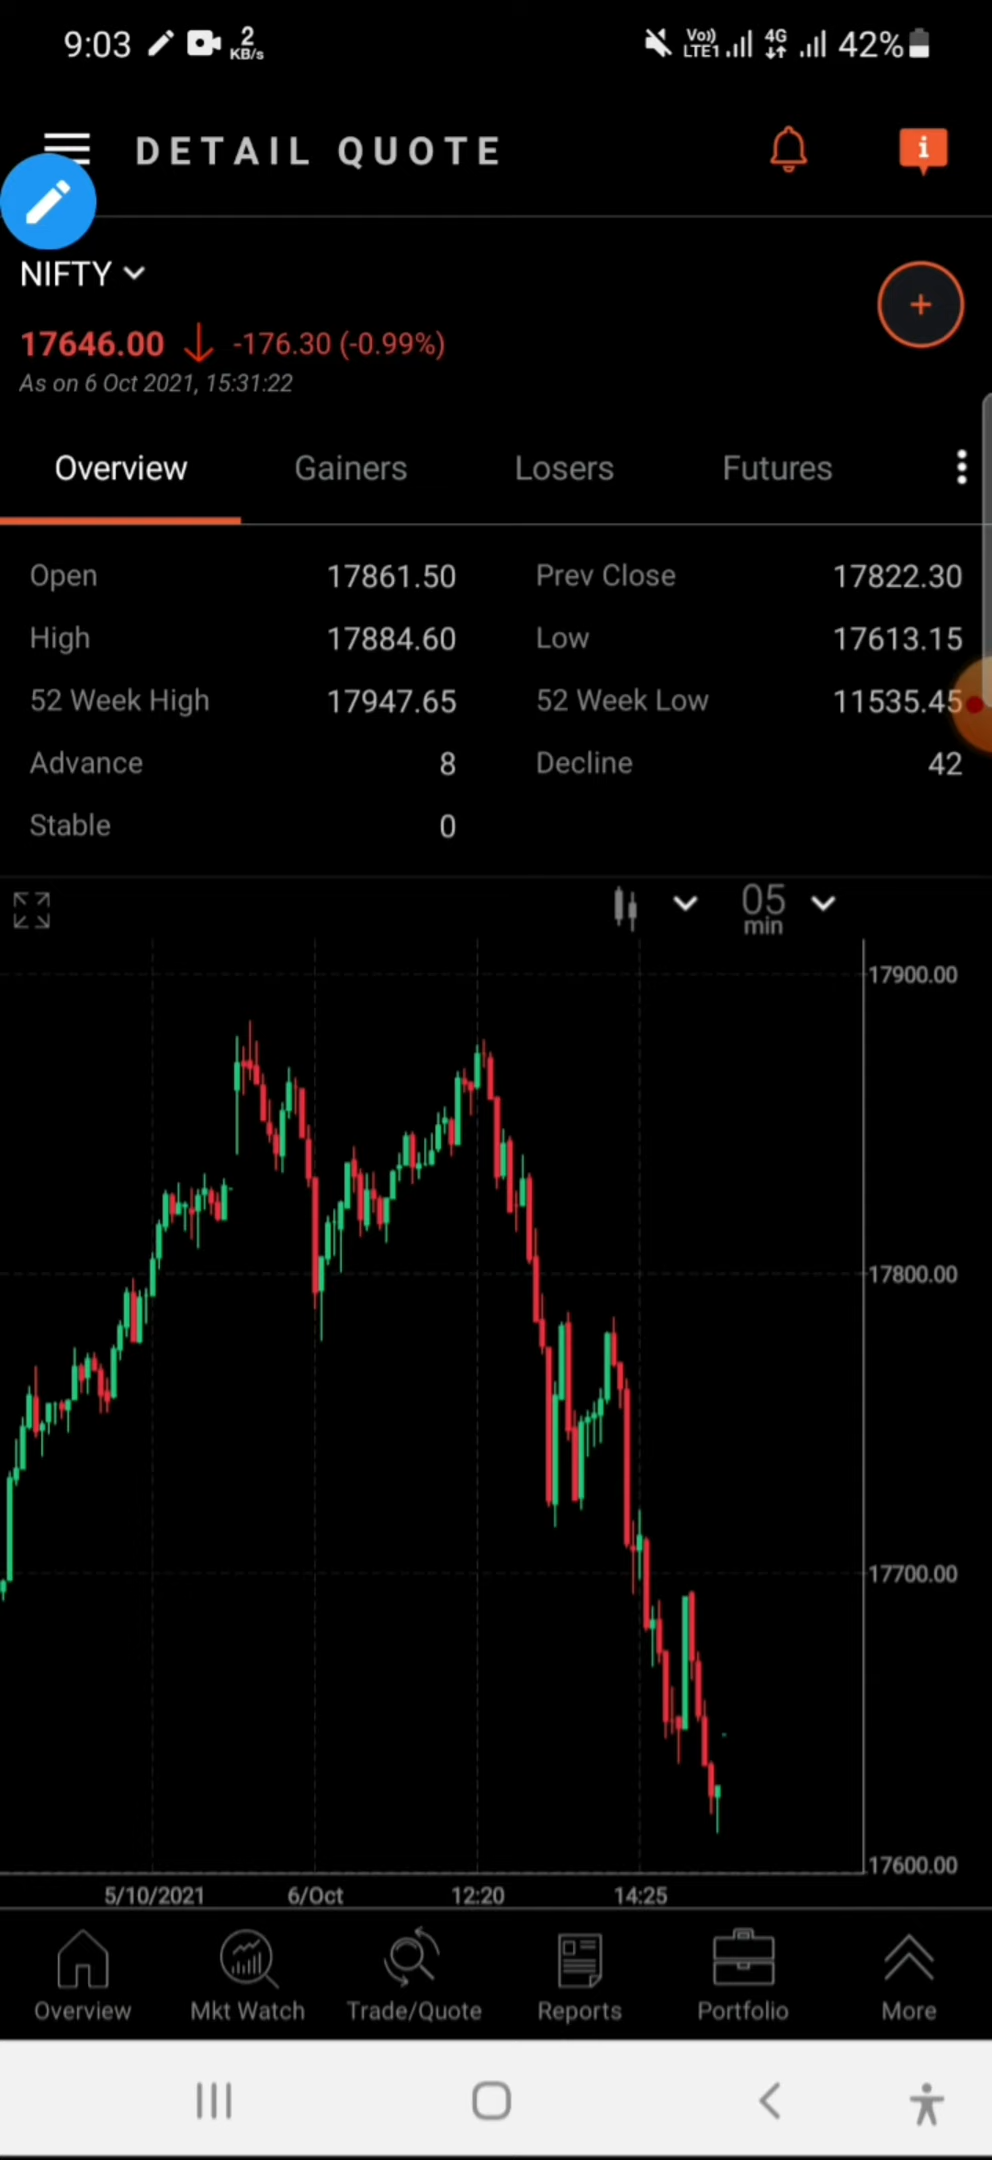 9:03 2 KB/s Vo)) LTE1 4G 42%
DETAIL QUOTE
i
NIFTY
+
17646.00 -176.30 (-0.99%)
As on 6 Oct 2021, 15:31:22
Overview Gainers Losers Futures
Open 17861.50 Prev Close 17822.30
High 17884.60 Low 17613.15
52 Week High 17947.65 52 Week Low 11535.45
Advance 8 Decline 42
Stable 0
05
min
17900.00
17800.00
17700.00
17600.00
5/10/2021 6/Oct 12:20 14:25
Overview Mkt Watch Trade/Quote Reports Portfolio More